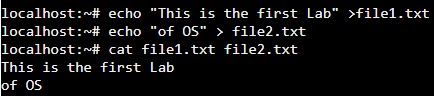 localhost:~# echo "This is the first Lab" >file1.txt
localhost:~# echo "of OS" > file2.txt
localhost:~# cat file1.txt file2.txt
This is the first Lab
of OS